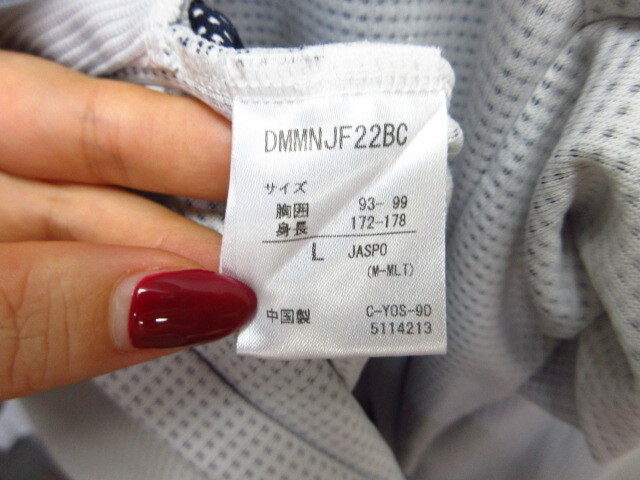 DMMNJF22BC
サイズ
胸囲 93-99
身長 172-178
L JASPO
(M-MLT)
中国製 C-YOS-9D
5114213